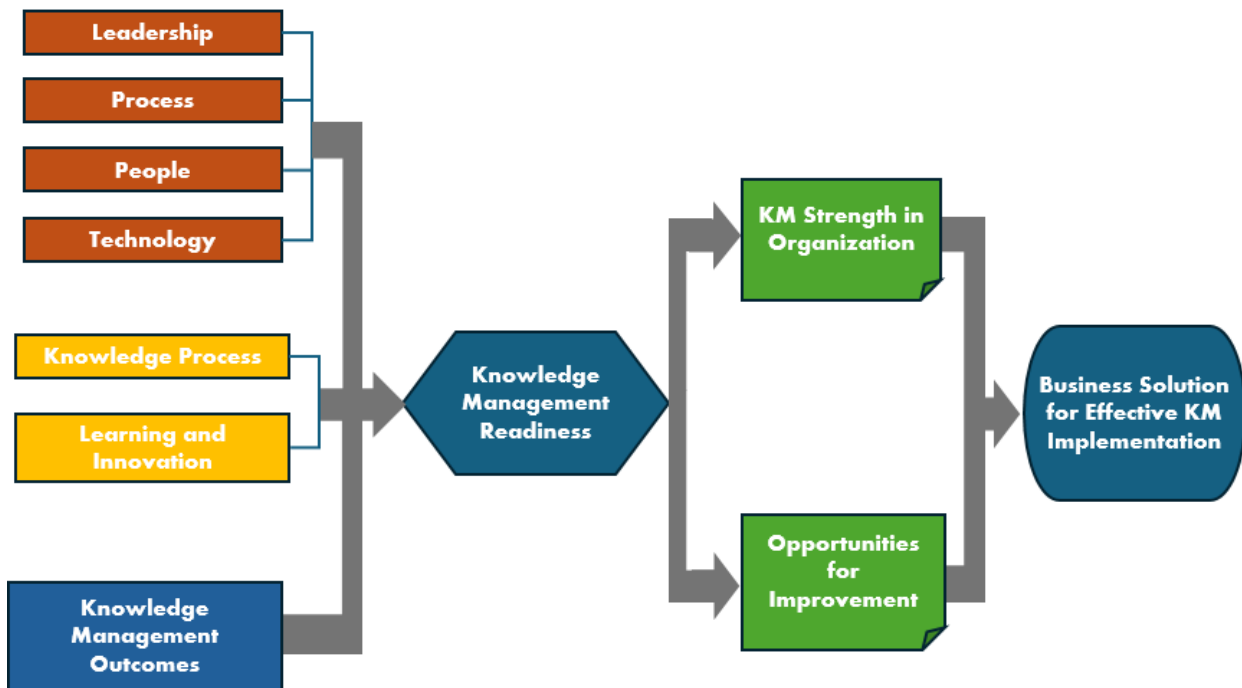 Leadership
Process
People
Technology
Knowledge Process
Learning and
Innovation
Knowledge
Management
Outcomes
Knowledge
Management
Readiness
KM Strength in
Organization
Opportunities
for
Improvement
Business Solution
for Effective KM
Implementation